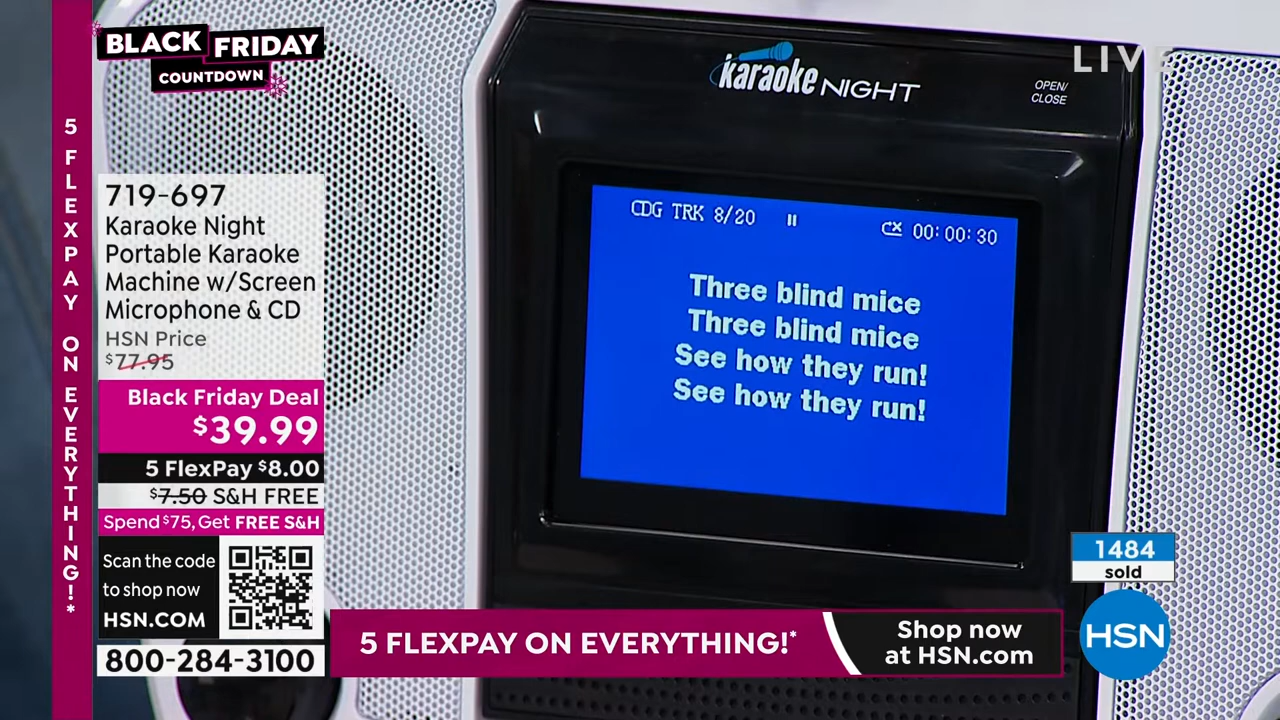 BLACK FRIDAY
COUNTDOWN
5 FLEXPAY ON EVERYTHING!*
719-697
Karaoke Night
Portable Karaoke
Machine w/Screen
Microphone & CD
HSN Price
$77.95
Black Friday Deal
$39.99
5 FlexPay $8.00
$7.50 S&H FREE
Spend $75, Get FREE S&H
Scan the code
to shop now
HSN.COM
800-284-3100
karaoke NIGHT
OPEN/
CLOSE
LIVE
CDG TRK 8/20
00:00:30
Three blind mice
Three blind mice
See how they run!
See how they run!
1484
sold
5 FLEXPAY ON EVERYTHING!*
Shop now
at HSN.com
HSN